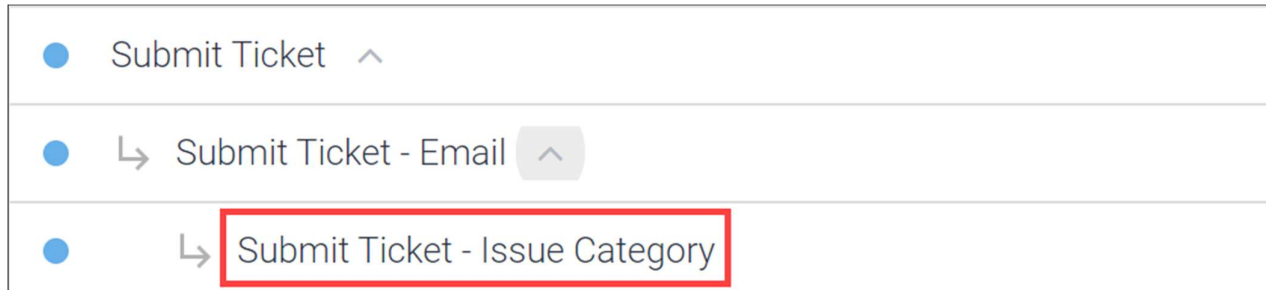 Submit Ticket
Submit Ticket - Email
Submit Ticket - Issue Category